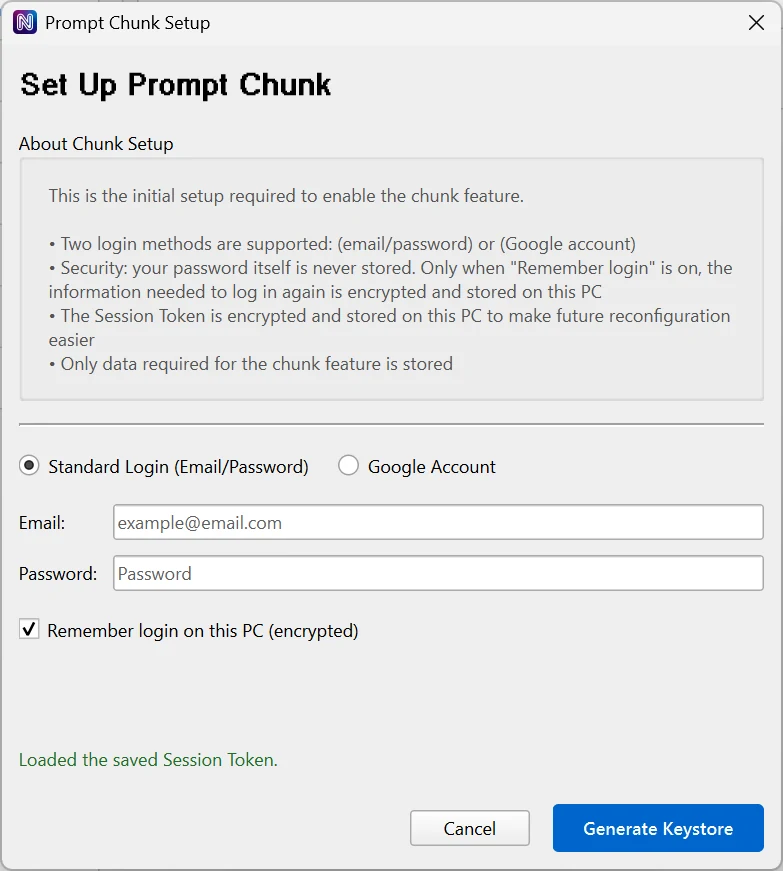 Prompt Chunk Setup
Set Up Prompt Chunk
About Chunk Setup
This is the initial setup required to enable the chunk feature.
• Two login methods are supported: (email/password) or (Google account)
• Security: your password itself is never stored. Only when "Remember login" is on, the
information needed to log in again is encrypted and stored on this PC
• The Session Token is encrypted and stored on this PC to make future reconfiguration
easier
• Only data required for the chunk feature is stored
Standard Login (Email/Password)
Google Account
Email:
example@email.com
Password:
Password
Remember login on this PC (encrypted)
Loaded the saved Session Token.
Cancel
Generate Keystore